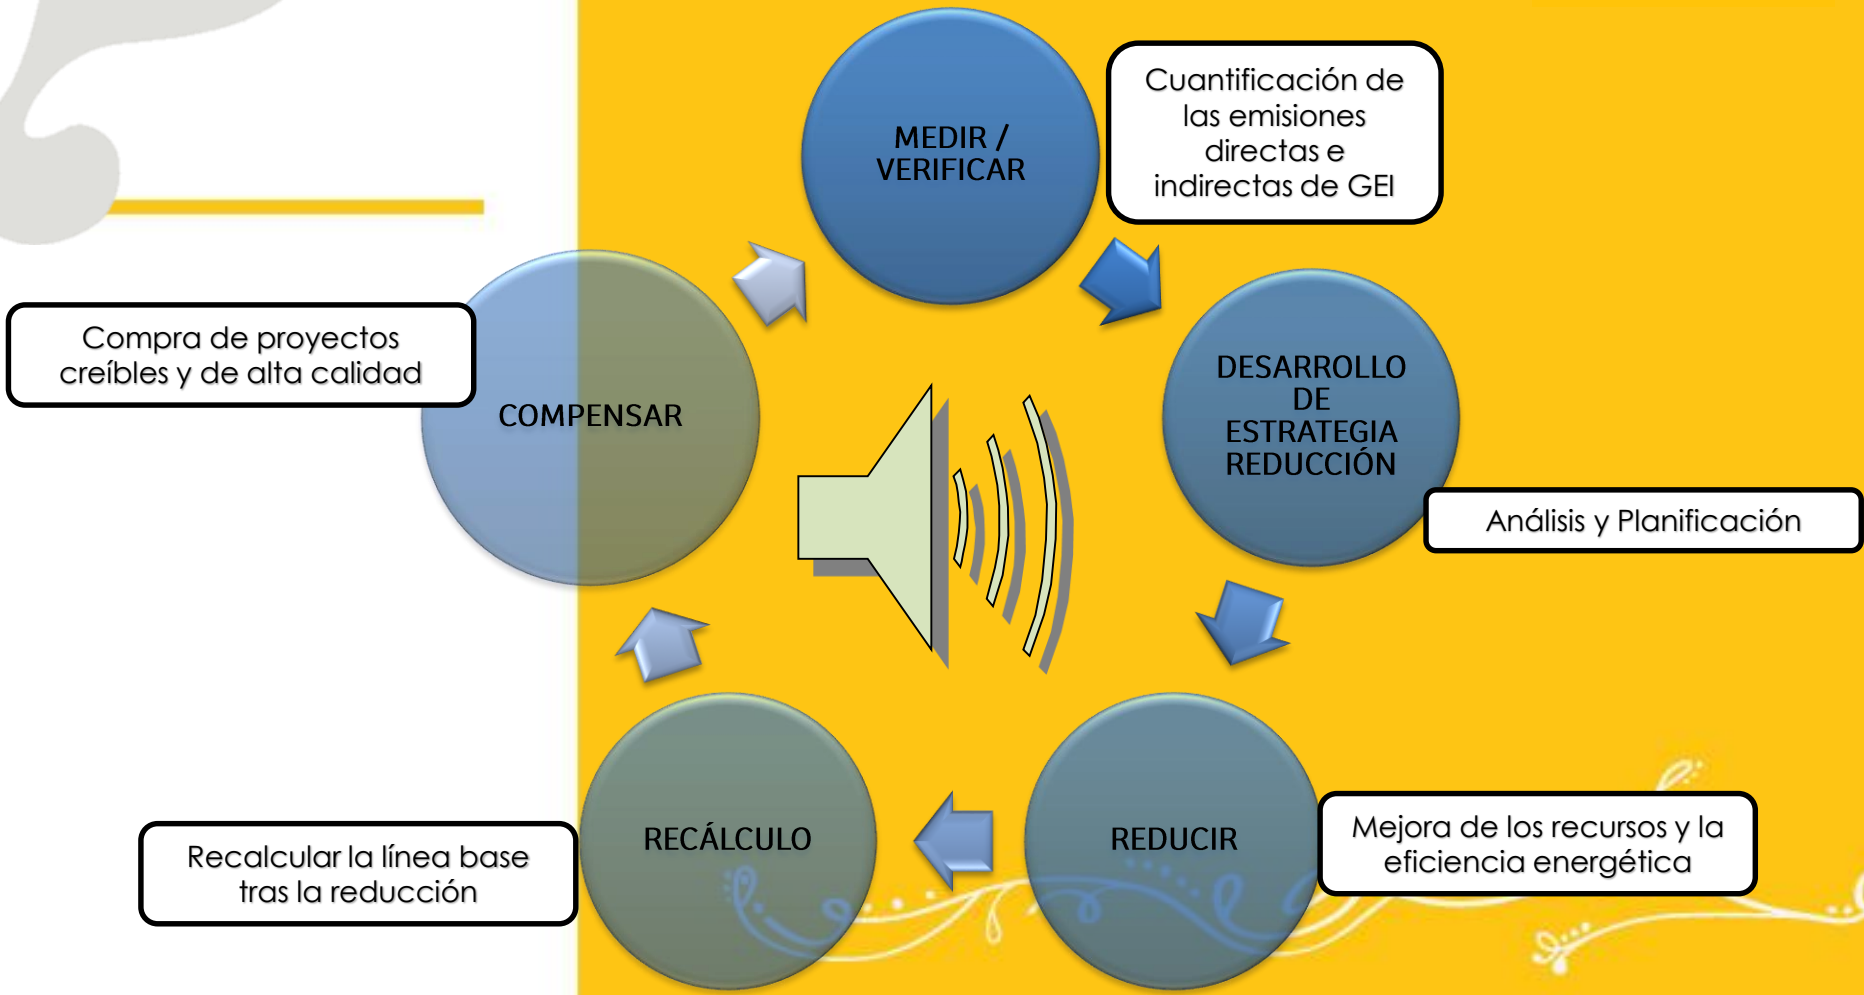 MEDIR /
VERIFICAR
Cuantificación de
las emisiones
directas e
indirectas de GEI
DESARROLLO
DE
ESTRATEGIA
REDUCCIÓN
Análisis y Planificación
REDUCIR
Mejora de los recursos y la
eficiencia energética
RECÁLCULO
Recalcular la línea base
tras la reducción
COMPENSAR
Compra de proyectos
creíbles y de alta calidad